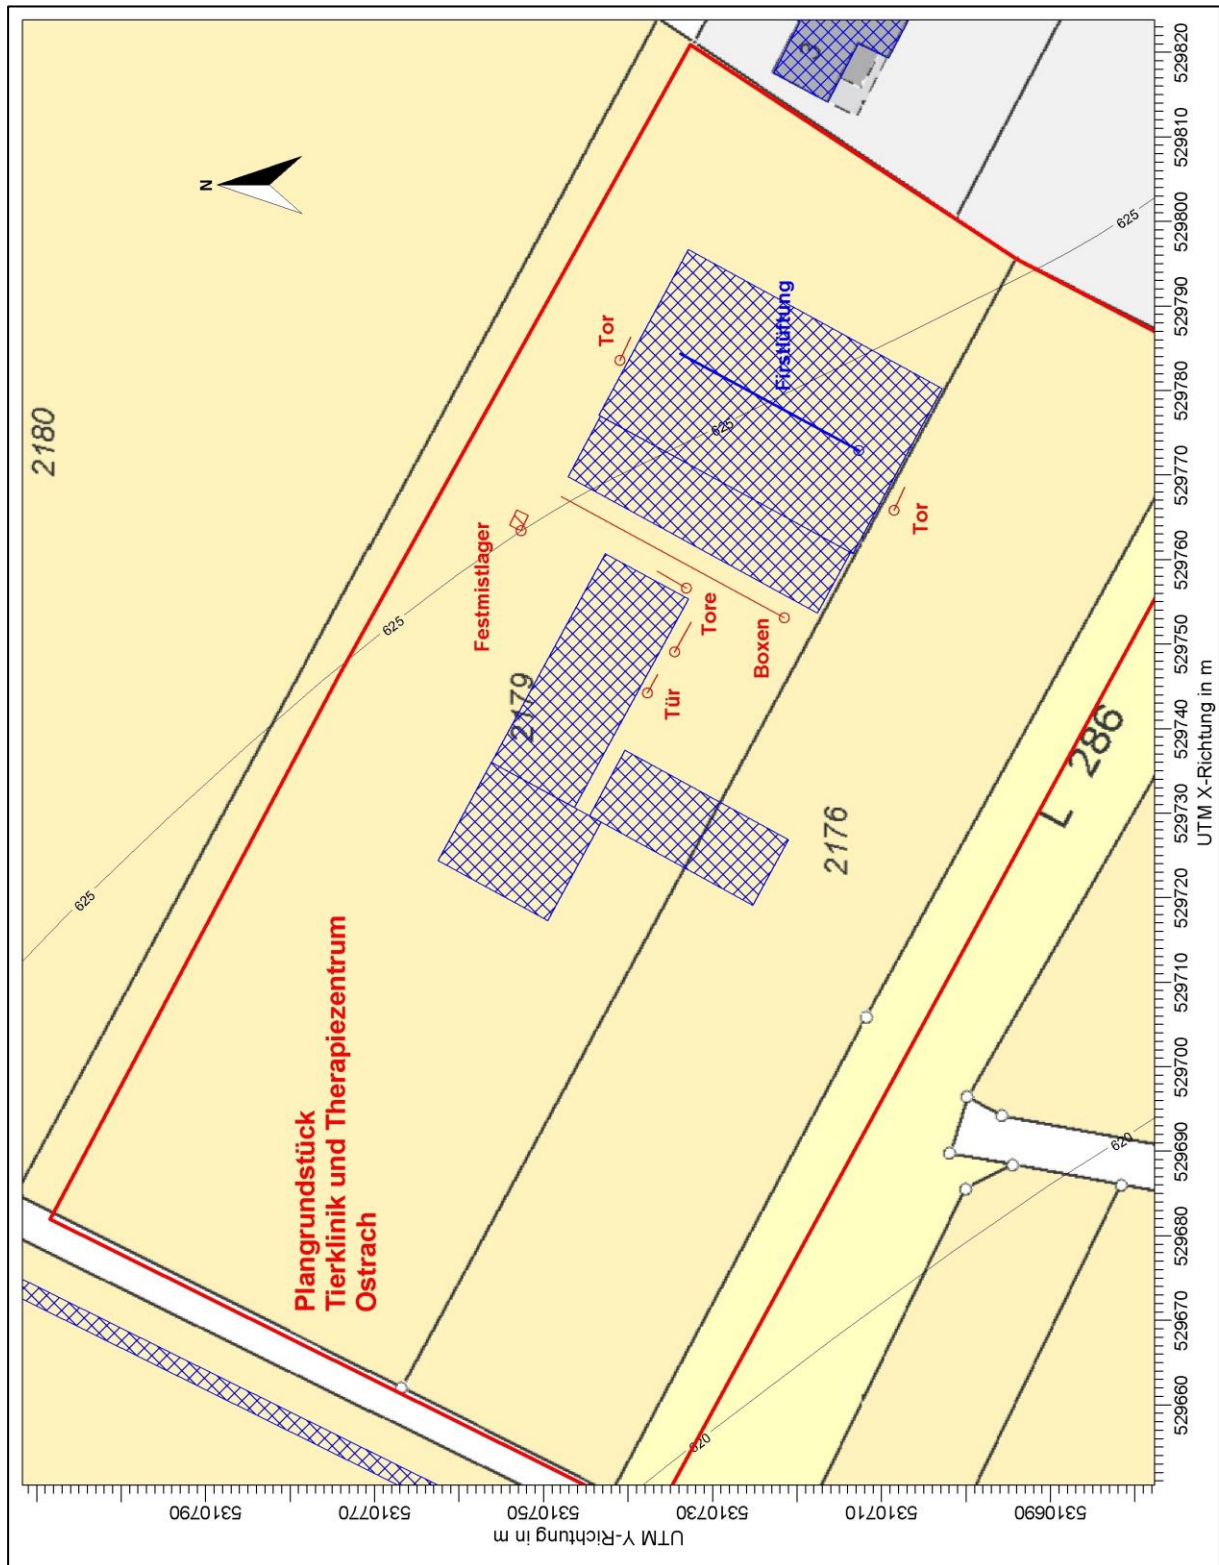 N
2180
3
625
Tor
Firstlüftung
625
625
Festmistlager
Tor
625
Tore
Boxen
Tür
2179
2176
L 286
625
Plangrundstück
Tierklinik und Therapiezentrum
Ostrach
620
620
529660
529670
529680
529690
529700
529710
529720
529730
529740
529750
529760
529770
529780
529790
529800
529810
529820
UTM X-Richtung in m
5310790
5310770
5310750
5310730
5310710
5310690
UTM Y-Richtung in m